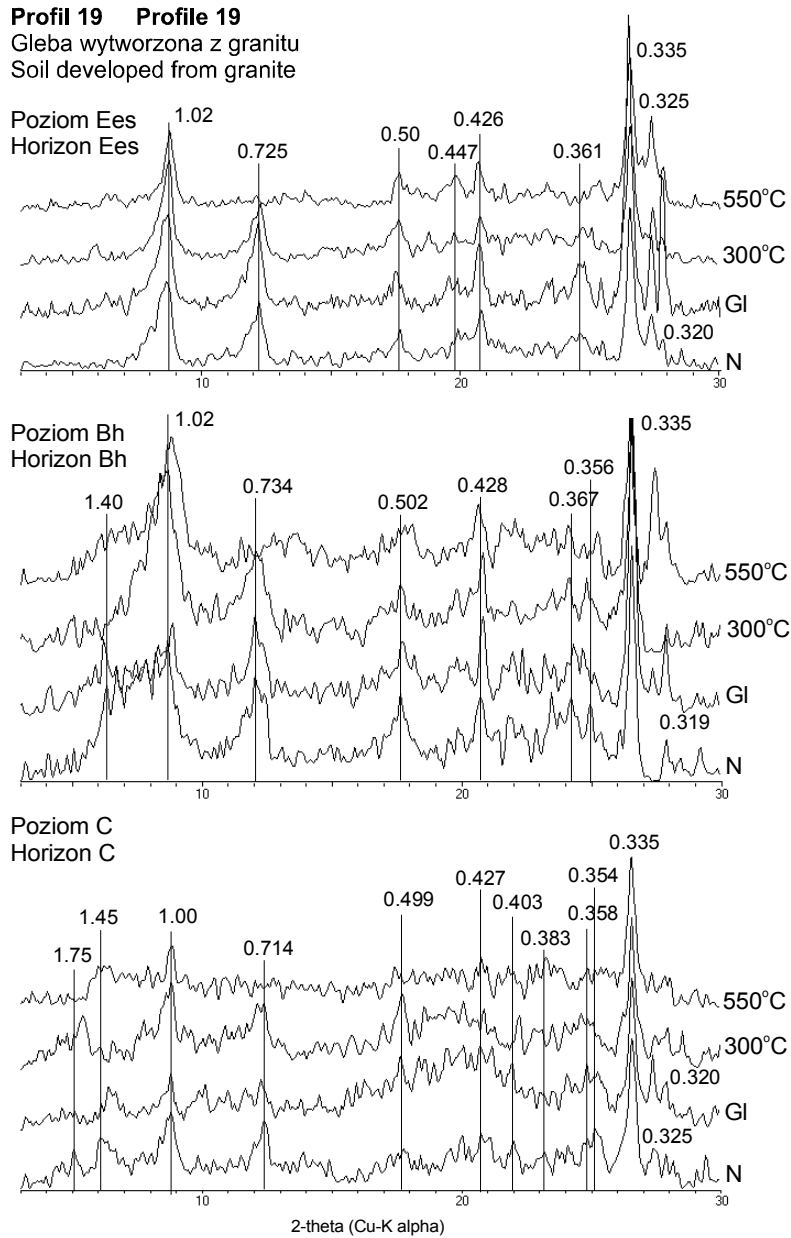 Profil 19 Profile 19
Gleba wytworzona z granitu
Soil developed from granite
Poziom Ees
Horizon Ees
1.02
0.725
0.50
0.447
0.426
0.361
0.335
0.325
550°C
300°C
Gl
0.320
N
10
20
30
Poziom Bh
Horizon Bh
1.40
1.02
0.734
0.502
0.428
0.367
0.356
0.335
550°C
300°C
Gl
0.319
N
10
20
30
Poziom C
Horizon C
1.75
1.45
1.00
0.714
0.499
0.427
0.403
0.383
0.358
0.354
0.335
550°C
300°C
0.320
Gl
0.325
N
10
20
30
2-theta (Cu-K alpha)